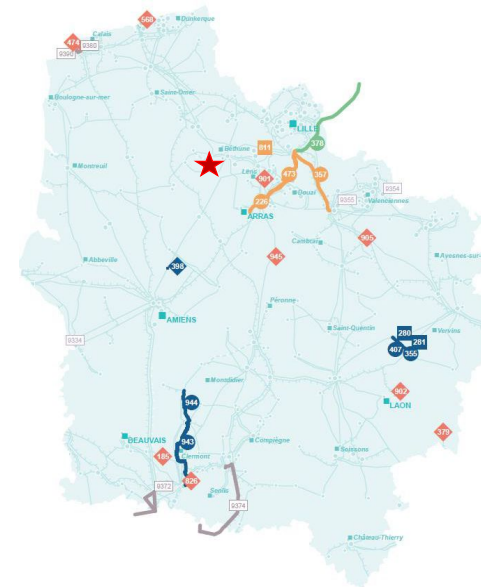 568
Dunkerque
474
Calais
9380
9390
Saint-Omer
Boulogne-sur-mer
LILLE
378
Béthune
811
Montreuil
Lens
901
473
357
Douai
9354
Valenciennes
9355
226
ARRAS
Cambrai
905
945
Abbeville
398
Avesnes-sur-
Péronne
AMIENS
280
Saint-Quentin
Vervins
281
9334
407
355
Montdidier
902
944
LAON
BEAUVAIS
943
379
Compiègne
Clermont
185
Soissons
826
9372
Senlis
9374
Château-Thierry